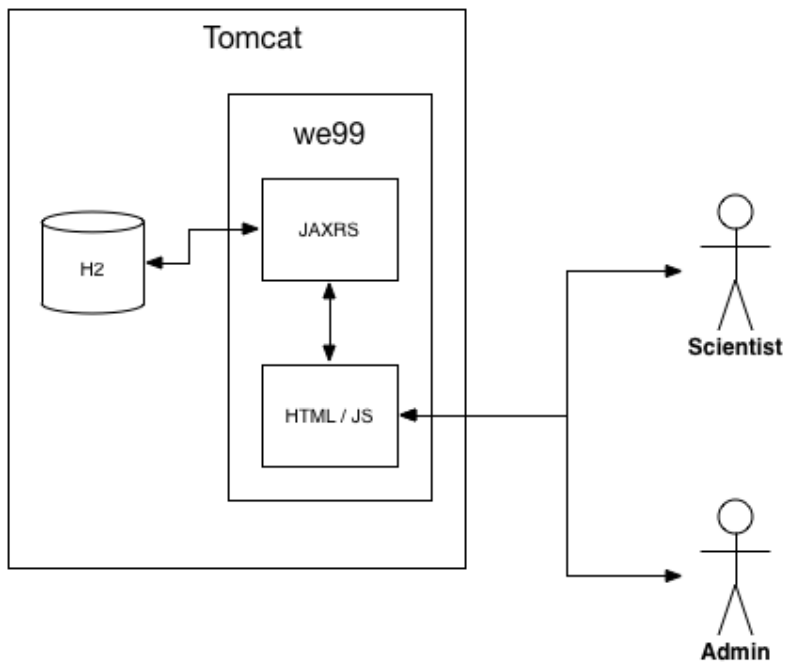 Tomcat
we99
JAXRS
H2
HTML / JS
Scientist
Admin